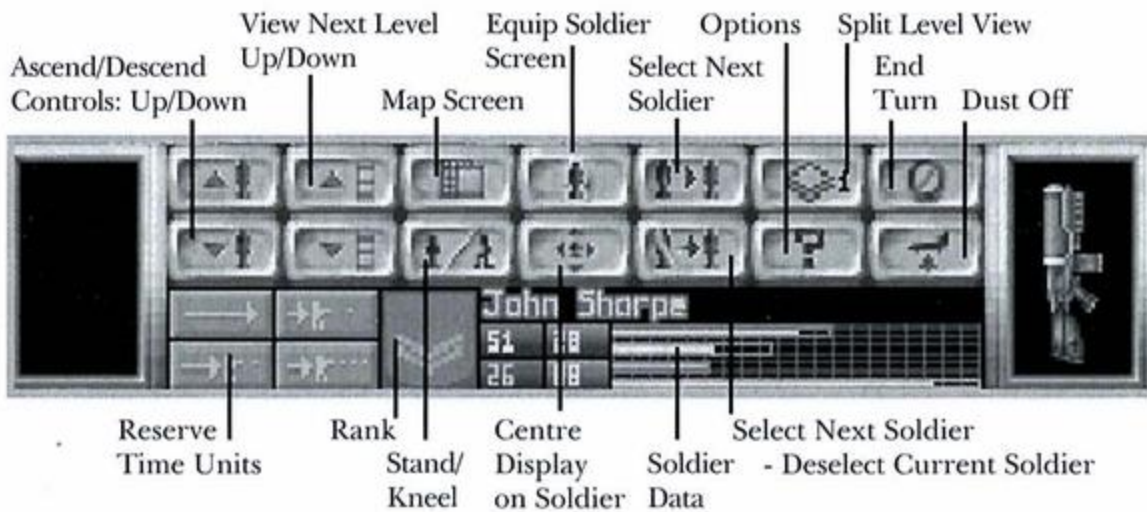 View Next Level
Up/Down
Equip Soldier
Screen
Options
Split Level View
Ascend/Descend
Controls: Up/Down
Map Screen
Select Next
Soldier
End
Turn
Dust Off
John Sharpe
51
26
Reserve
Time Units
Rank
Stand/
Kneel
Centre
Display
on Soldier
Soldier
Data
Select Next Soldier
- Deselect Current Soldier